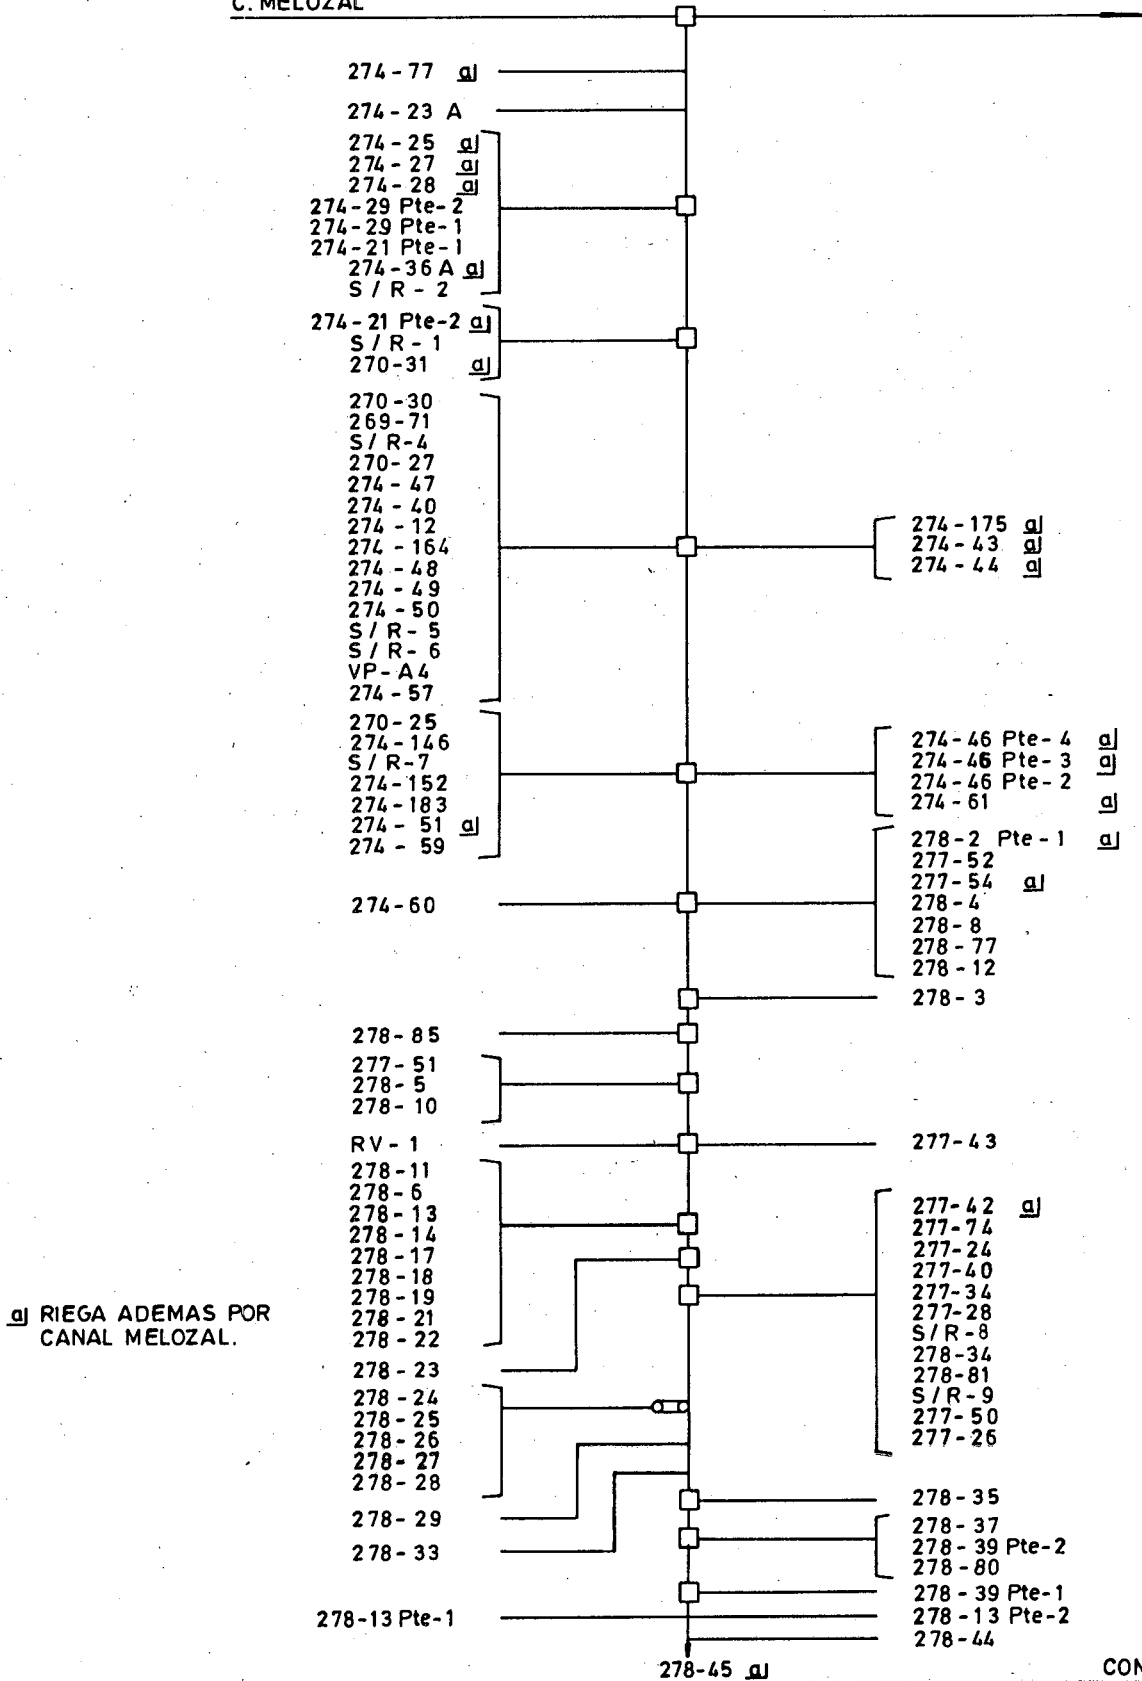 C. MELOZAL
274-77 a
274-23 A
274-25 a
274-27 a
274-28 a
274-29 Pte-2
274-29 Pte-1
274-21 Pte-1
274-36 A a
S/R-2
274-21 Pte-2 a
S/R-1
270-31 a
270-30
269-71
S/R-4
270-27
274-47
274-40
274-12
274-164
274-48
274-49
274-50
S/R-5
S/R-6
VP-A4
274-57
274-175 a
274-43 a
274-44 a
270-25
274-146
S/R-7
274-152
274-183
274-51 a
274-59
274-46 Pte-4 a
274-46 Pte-3 a
274-46 Pte-2
274-61 a
274-60
278-2 Pte-1 a
277-52
277-54 a
278-4
278-8
278-77
278-12
278-3
278-85
277-51
278-5
278-10
RV-1
277-43
278-11
278-6
278-13
278-14
278-17
278-18
278-19
278-21
278-22
278-23
277-42 a
277-74
277-24
277-40
277-34
277-28
S/R-8
278-34
278-81
S/R-9
277-50
277-26
a RIEGA ADEMAS POR
CANAL MELOZAL.
278-24
278-25
278-26
278-27
278-28
278-29
278-33
278-35
278-37
278-39 Pte-2
278-80
278-39 Pte-1
278-13 Pte-1
278-13 Pte-2
278-44
278-45 a
CON